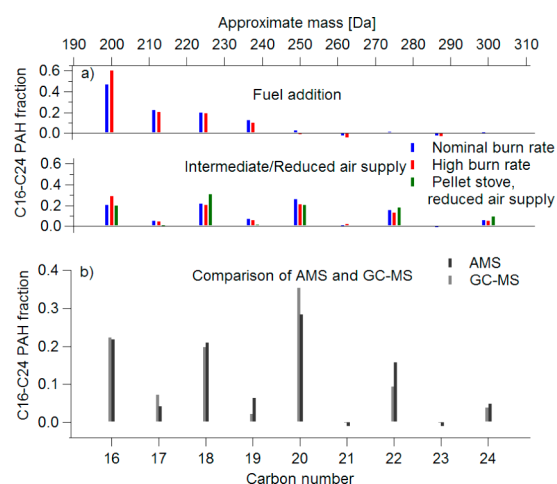 Approximate mass [Da]
190 200 210 220 230 240 250 260 270 280 290 300 310
C16-C24 PAH fraction
0.6
0.4
0.2
0.0
a)
Fuel addition
Nominal burn rate
High burn rate
Pellet stove,
reduced air supply
Intermediate/Reduced air supply
0.6
0.4
0.2
0.0
b)
Comparison of AMS and GC-MS
AMS
GC-MS
C16-C24 PAH fraction
0.4
0.3
0.2
0.1
0.0
16 17 18 19 20 21 22 23 24
Carbon number